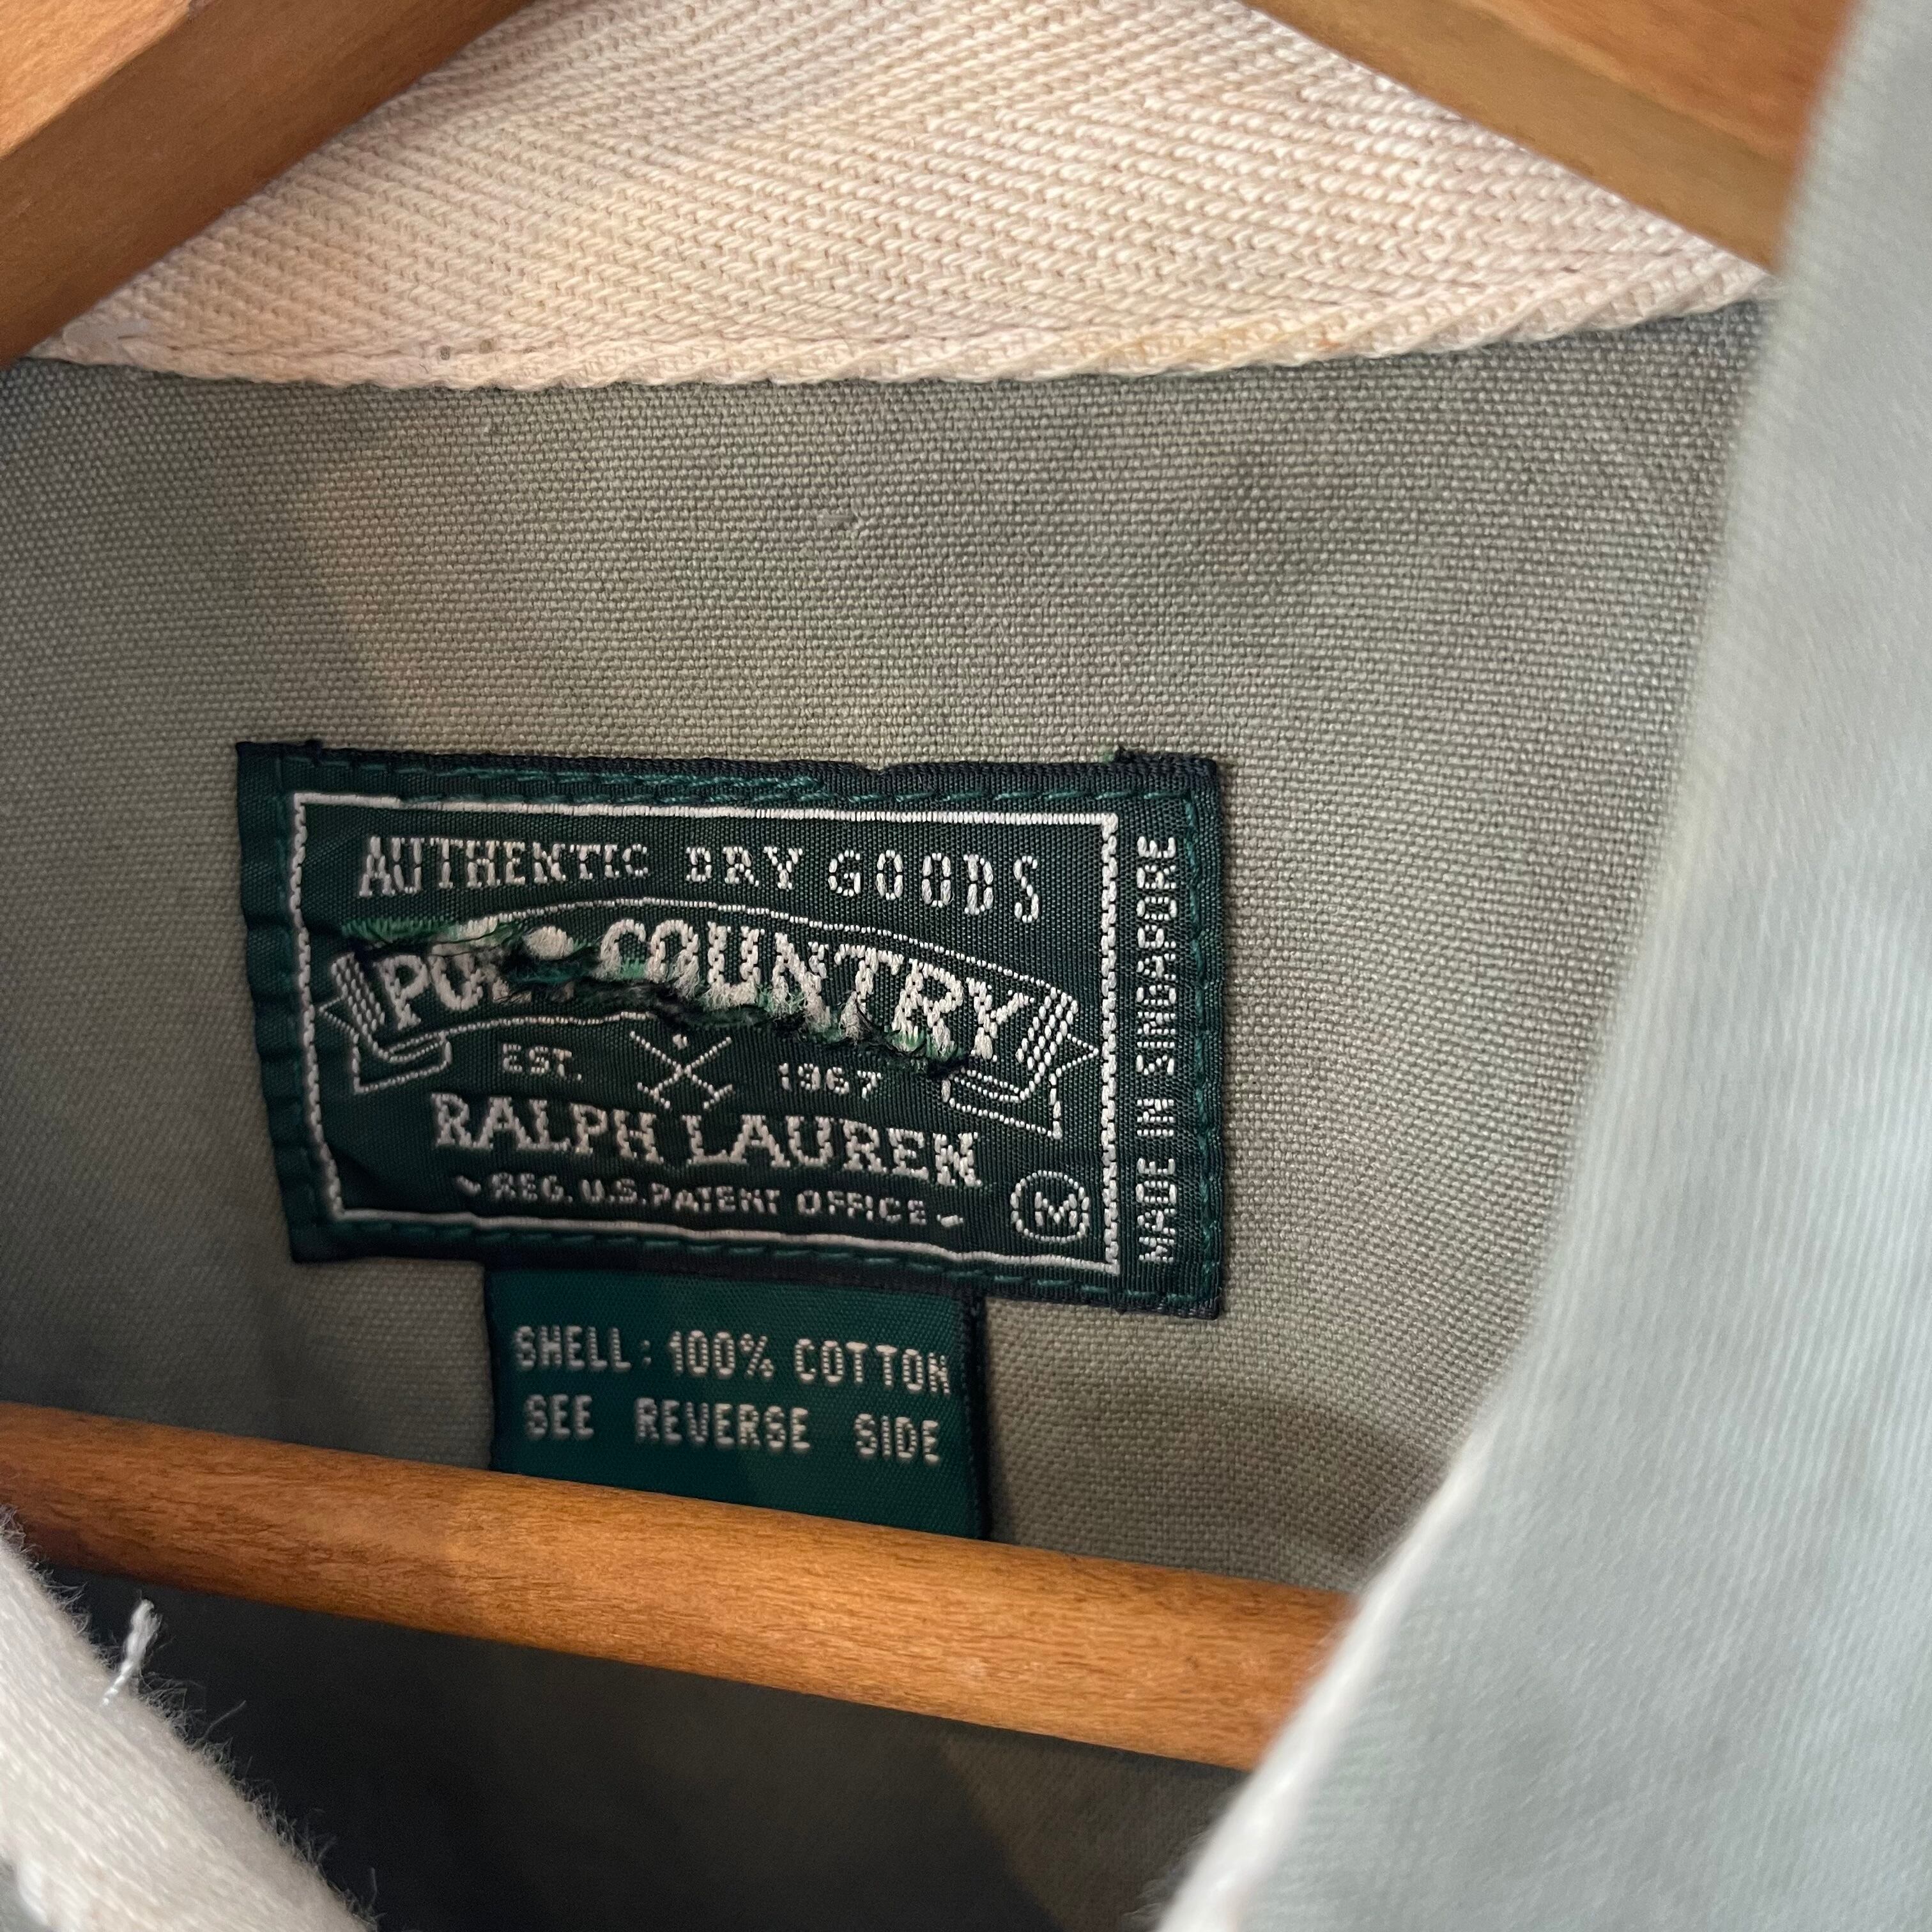 AUTHENTIC DRY GOODS
POLO COUNTRY
EST. 1967
RALPH LAUREN
~REG. U.S. PATENT OFFICE~
M
MADE IN SINGAPORE
SHELL: 100% COTTON
SEE REVERSE SIDE